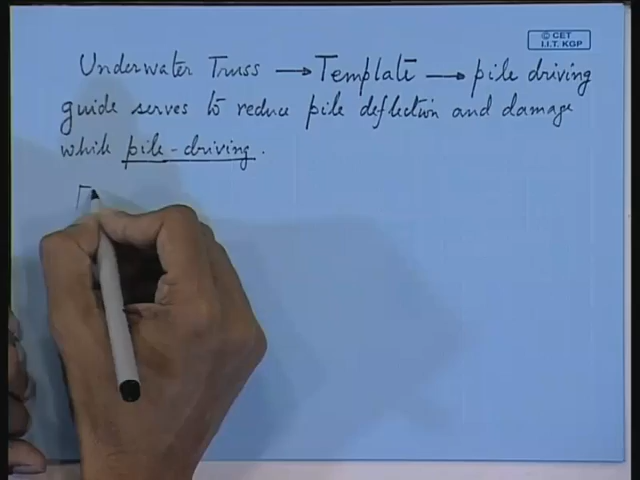 © CET
I.I.T. KGP
Underwater Truss → Template → pile driving
guide serves to reduce pile deflection and damage
while pile-driving.